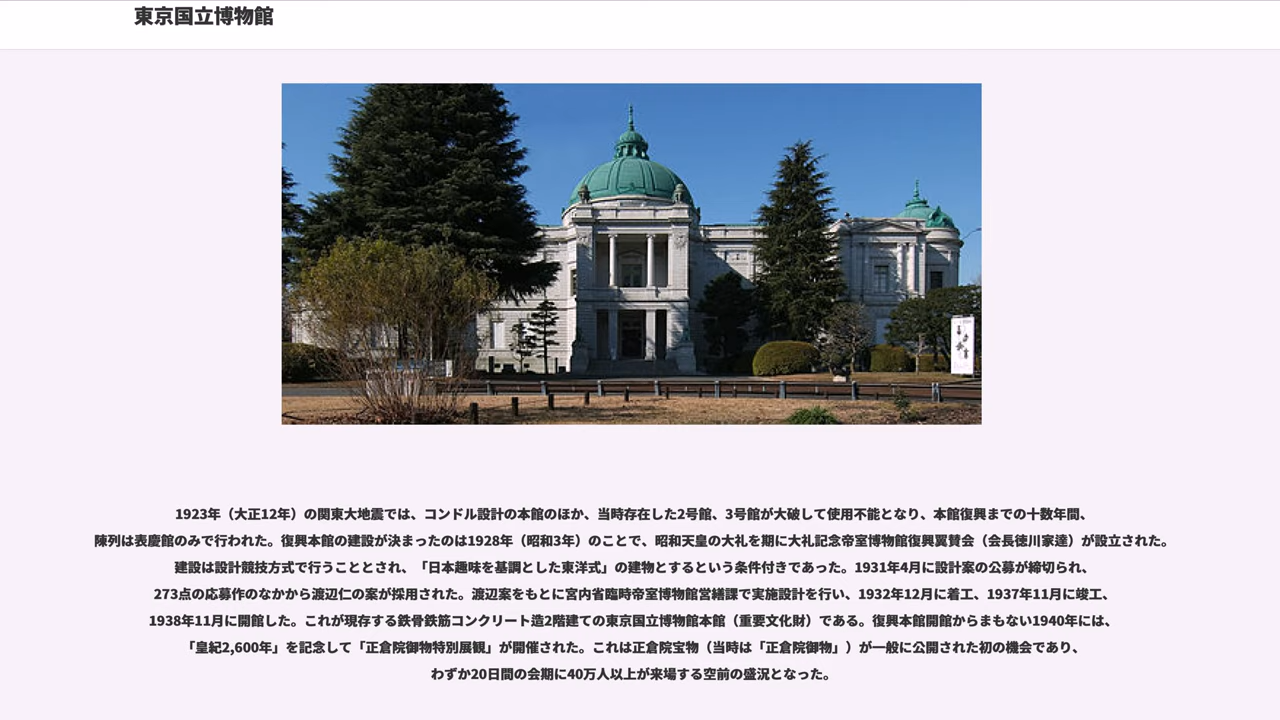 東京国立博物館
1923年（大正12年）の関東大地震では、コンドル設計の本館のほか、当時存在した2号館、3号館が大破して使用不能となり、本館復興までの十数年間、
陳列は表慶館のみで行われた。復興本館の建設が決まったのは1928年（昭和3年）のことで、昭和天皇の大礼を期に大礼記念帝室博物館復興翼賛会（会長徳川家達）が設立された。
建設は設計競技方式で行うこととされ、「日本趣味を基調とした東洋式」の建物とするという条件付きであった。1931年4月に設計案の公募が締切られ、
273点の応募作のなかから渡辺仁の案が採用された。渡辺案をもとに宮内省臨時帝室博物館営繕課で実施設計を行い、1932年12月に着工、1937年11月に竣工、
1938年11月に開館した。これが現存する鉄骨鉄筋コンクリート造2階建ての東京国立博物館本館（重要文化財）である。復興本館開館からまもない1940年には、
「皇紀2,600年」を記念して「正倉院御物特別展観」が開催された。これは正倉院宝物（当時は「正倉院御物」）が一般に公開された初の機会であり、
わずか20日間の会期に40万人以上が来場する空前の盛況となった。